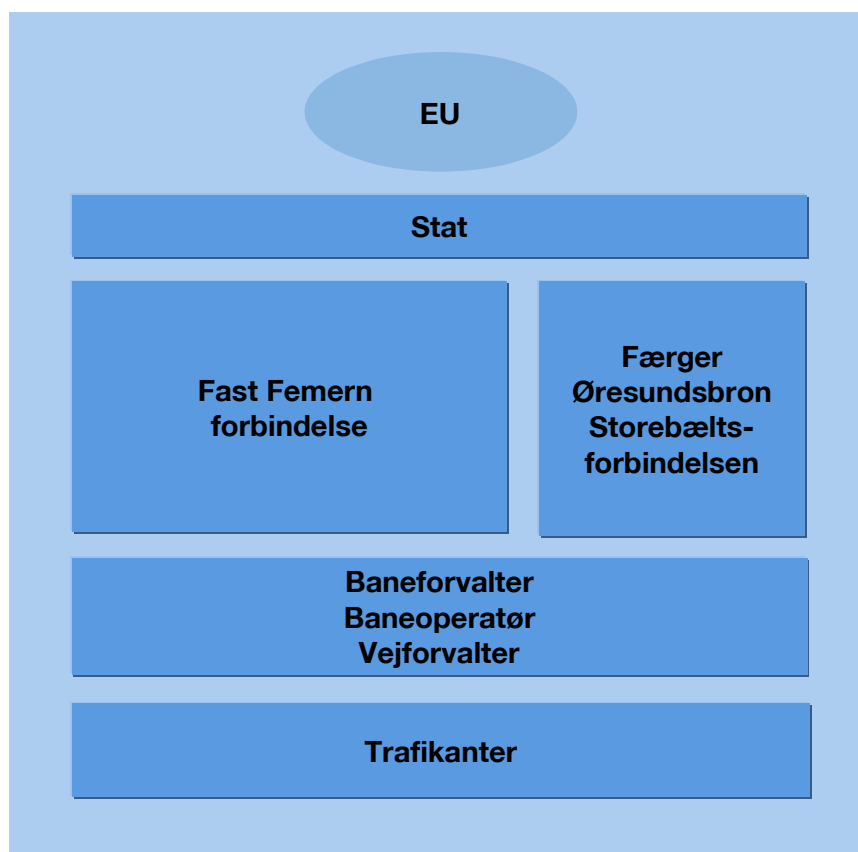 EU
Stat
Fast Femern
forbindelse
Færger
Øresundsbron
Storebælts-
forbindelsen
Baneforvalter
Baneoperatør
Vejforvalter
Trafikanter